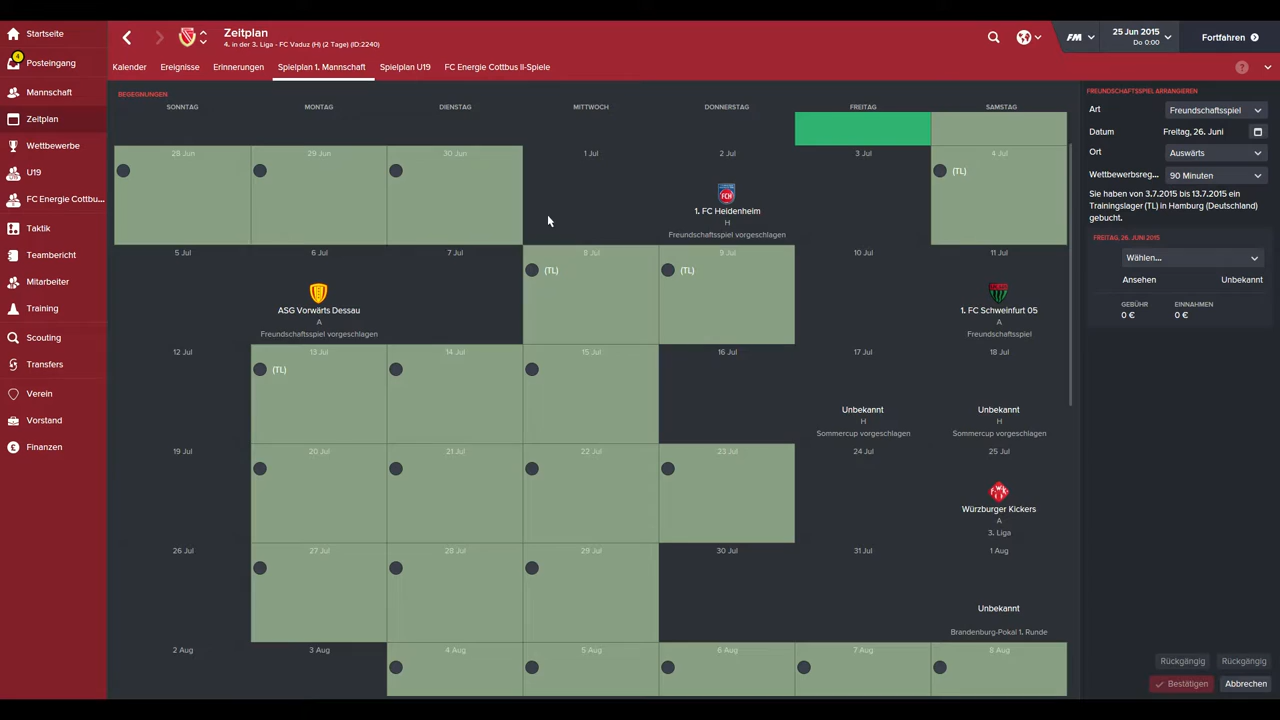 Startseite
4
Posteingang
Mannschaft
Zeitplan
Wettbewerbe
U19
FC Energie Cottbu...
Taktik
Teambericht
Mitarbeiter
Training
Scouting
Transfers
Verein
Vorstand
Finanzen
Zeitplan
4. in der 3. Liga - FC Vaduz (H) (2 Tage) (ID:2240)
FM
25 Jun 2015
Do 0:00
Fortfahren
Kalender
Ereignisse
Erinnerungen
Spielplan 1. Mannschaft
Spielplan U19
FC Energie Cottbus II-Spiele
?
BEGEGNUNGEN
SONNTAG
MONTAG
DIENSTAG
MITTWOCH
DONNERSTAG
FREITAG
SAMSTAG
28 Jun
29 Jun
30 Jun
1 Jul
2 Jul
1. FC Heidenheim
H
Freundschaftsspiel vorgeschlagen
3 Jul
4 Jul
(TL)
5 Jul
6 Jul
ASG Vorwärts Dessau
A
Freundschaftsspiel vorgeschlagen
7 Jul
8 Jul
(TL)
9 Jul
(TL)
10 Jul
11 Jul
1. FC Schweinfurt 05
A
Freundschaftsspiel
12 Jul
13 Jul
(TL)
14 Jul
15 Jul
16 Jul
17 Jul
Unbekannt
H
Sommercup vorgeschlagen
18 Jul
Unbekannt
H
Sommercup vorgeschlagen
19 Jul
20 Jul
21 Jul
22 Jul
23 Jul
24 Jul
25 Jul
Würzburger Kickers
A
3. Liga
26 Jul
27 Jul
28 Jul
29 Jul
30 Jul
31 Jul
1 Aug
Unbekannt
Brandenburg-Pokal 1. Runde
2 Aug
3 Aug
4 Aug
5 Aug
6 Aug
7 Aug
8 Aug
FREUNDSCHAFTSSPIEL ARRANGIEREN
Art
Freundschaftsspiel
Datum
Freitag, 26. Juni
Ort
Auswärts
Wettbewerbsreg...
90 Minuten
Sie haben von 3.7.2015 bis 13.7.2015 ein
Trainingslager (TL) in Hamburg (Deutschland)
gebucht.
FREITAG, 26. JUNI 2015
Wählen...
Ansehen
Unbekannt
GEBÜHR
EINNAHMEN
0 €
0 €
Rückgängig
Rückgängig
Bestätigen
Abbrechen